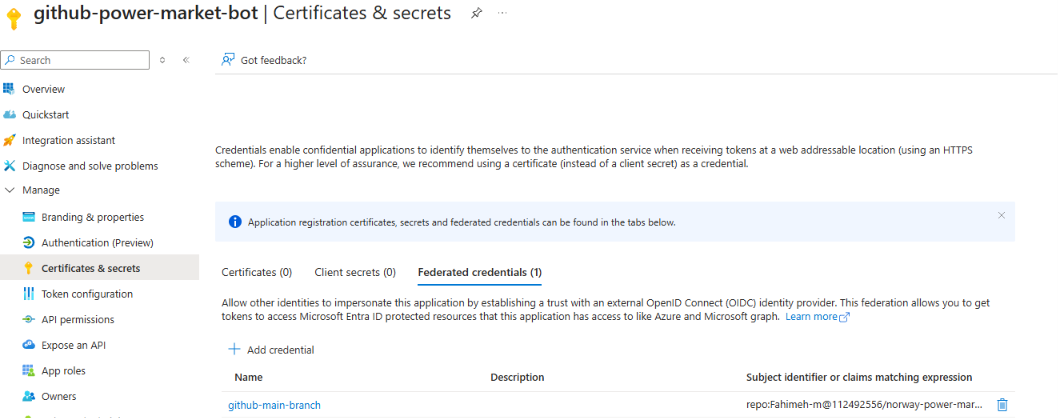 github-power-market-bot | Certificates & secrets
Search
Got feedback?
Overview
Quickstart
Integration assistant
Diagnose and solve problems
Manage
Branding & properties
Authentication (Preview)
Certificates & secrets
Token configuration
API permissions
Expose an API
App roles
Owners
Credentials enable confidential applications to identify themselves to the authentication service when receiving tokens at a web addressable location (using an HTTPS
scheme). For a higher level of assurance, we recommend using a certificate (instead of a client secret) as a credential.
Application registration certificates, secrets and federated credentials can be found in the tabs below.
Certificates (0) Client secrets (0) Federated credentials (1)
Allow other identities to impersonate this application by establishing a trust with an external OpenID Connect (OIDC) identity provider. This federation allows you to get
tokens to access Microsoft Entra ID protected resources that this application has access to like Azure and Microsoft graph. Learn more
Add credential
Name Description Subject identifier or claims matching expression
github-main-branch repo:Fahimeh-m@112492556/norway-power-mar...